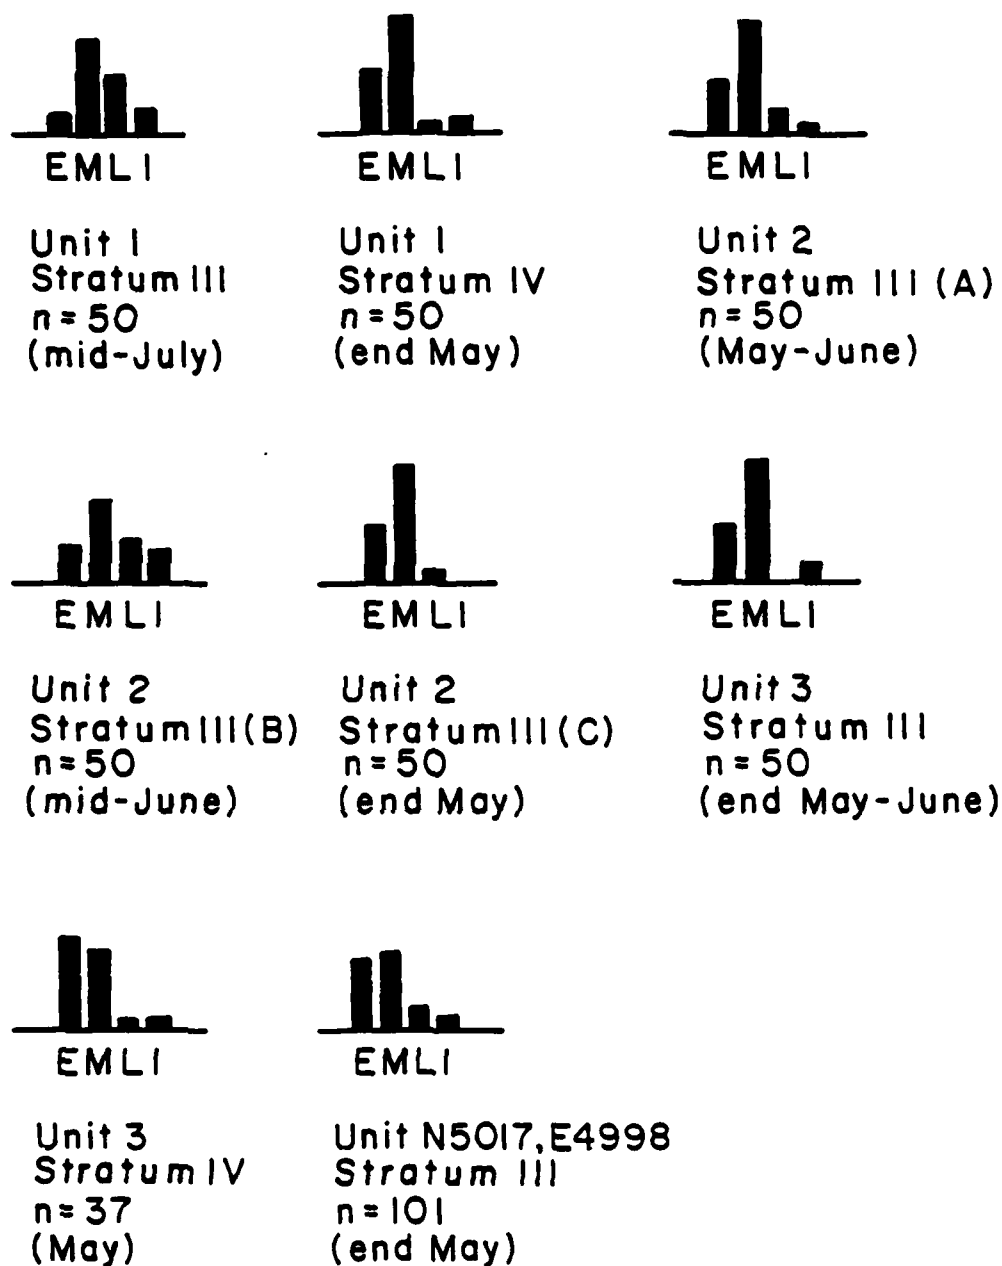 EMLI
EMLI
EMLI
Unit 1
Stratum III
n=50
(mid-July)
Unit 1
Stratum IV
n=50
(end May)
Unit 2
Stratum III (A)
n=50
(May-June)
EMLI
EMLI
EMLI
Unit 2
Stratum III (B)
n=50
(mid-June)
Unit 2
Stratum III (C)
n=50
(end May)
Unit 3
Stratum III
n=50
(end May-June)
EMLI
EMLI
Unit 3
Stratum IV
n=37
(May)
Unit N5017,E4998
Stratum III
n=101
(end May)